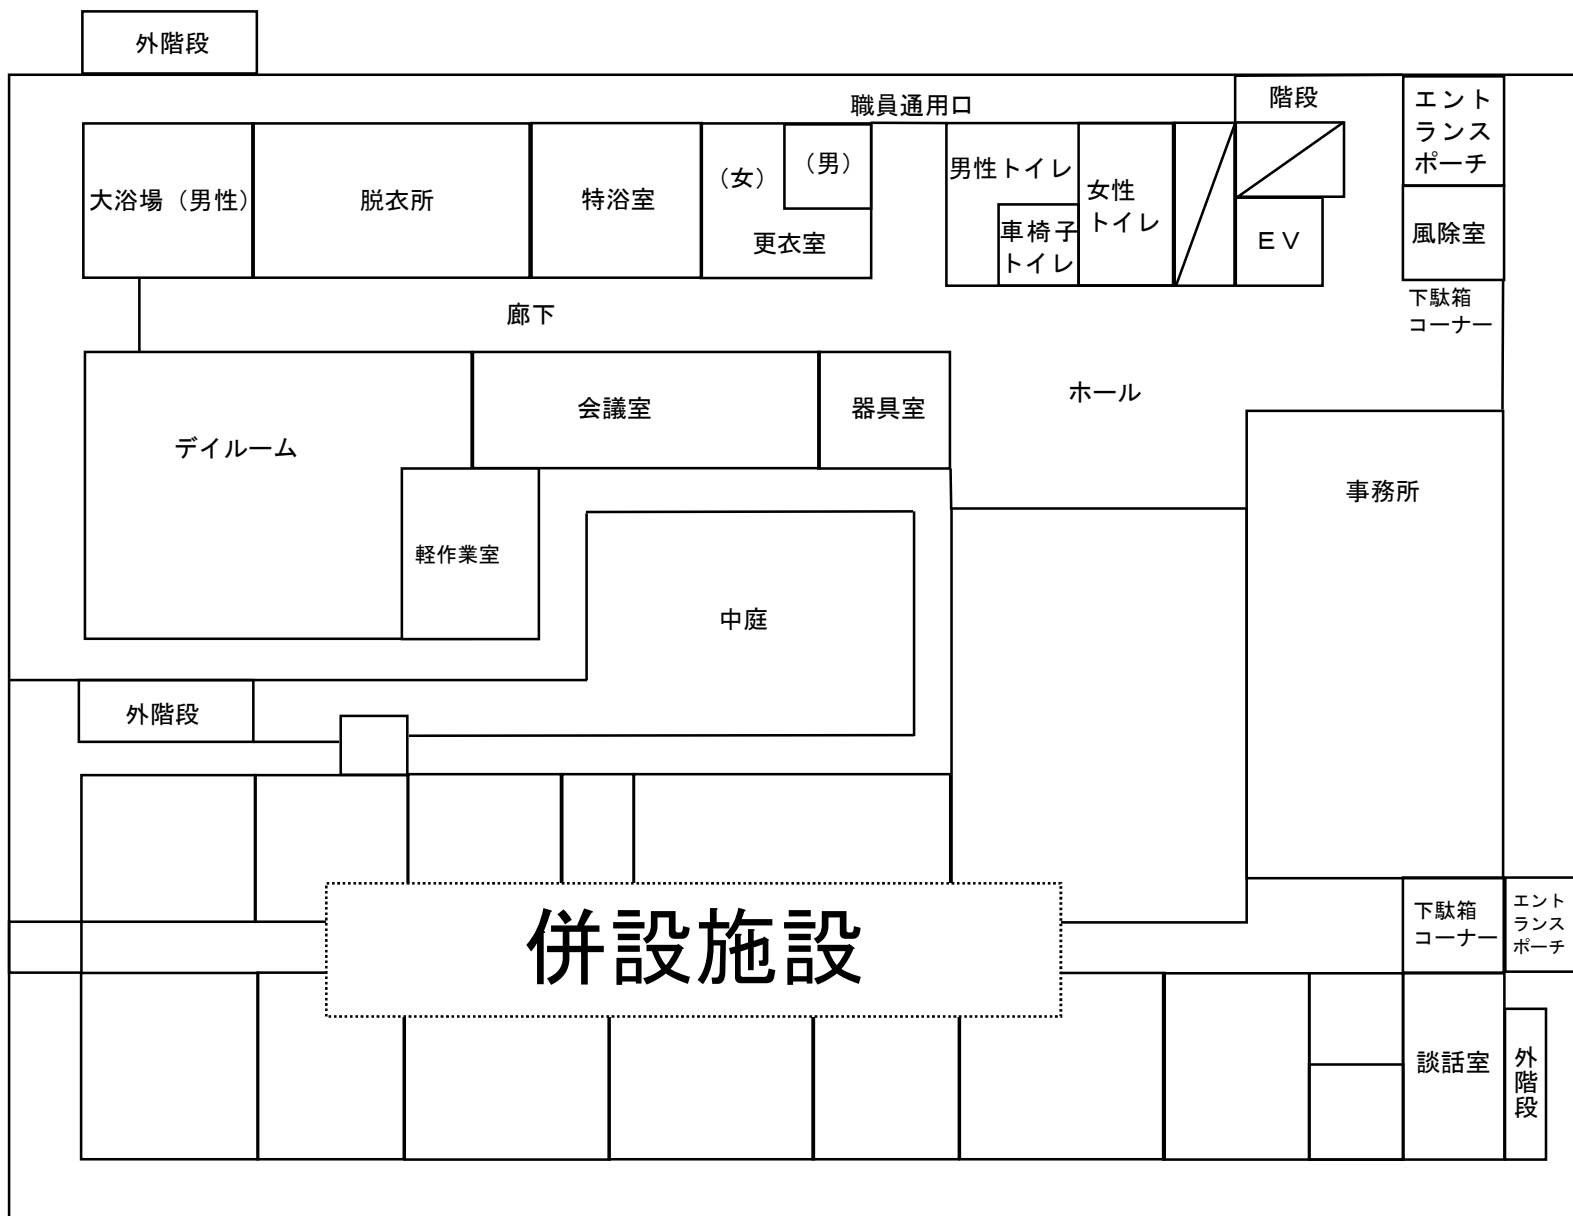 外階段
職員通用口
階段
エント
ランス
ポーチ
大浴場（男性）
脱衣所
特浴室
（女）
（男）
更衣室
男性トイレ
車椅子
トイレ
女性
トイレ
ＥＶ
風除室
下駄箱
コーナー
廊下
ホール
デイルーム
会議室
器具室
事務所
軽作業室
中庭
外階段
併設施設
下駄箱
コーナー
エント
ランス
ポーチ
談話室
外
階
段